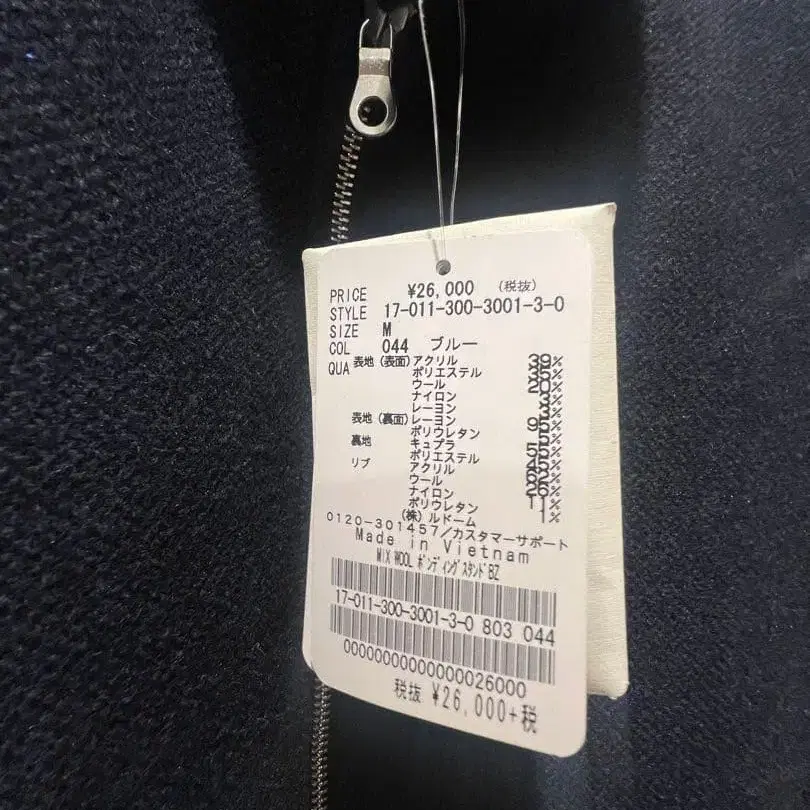 PRICE ¥26,000 (税抜)
STYLE 17-011-300-3001-3-0
SIZE M
COL 044 ブルー
QUA 表地(表面) アクリル 39%
ポリエステル 35%
ウール 20%
ナイロン 3%
レーヨン 3%
表地(裏面) レーヨン 95%
ポリウレタン 5%
裏地 キュプラ 55%
ポリエステル 45%
リブ アクリル 62%
ウール 26%
ナイロン 11%
ポリウレタン 1%
(株)ルドーム
0120-301457/カスタマーサポート
Made in Vietnam
MIX WOOL ボンディングスタンドBZ
17-011-300-3001-3-0 803 044
0000000000000026000
税抜 ¥26,000+税